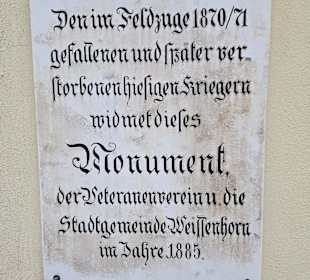 Den im Feldzuge 1870/71
gefallenen und später ver-
storbenen hiesigen Kriegern
widmet dieses
Monument,
der Veteranenverein u. die
Stadtgemeinde Weissenhorn
im Jahre 1885.